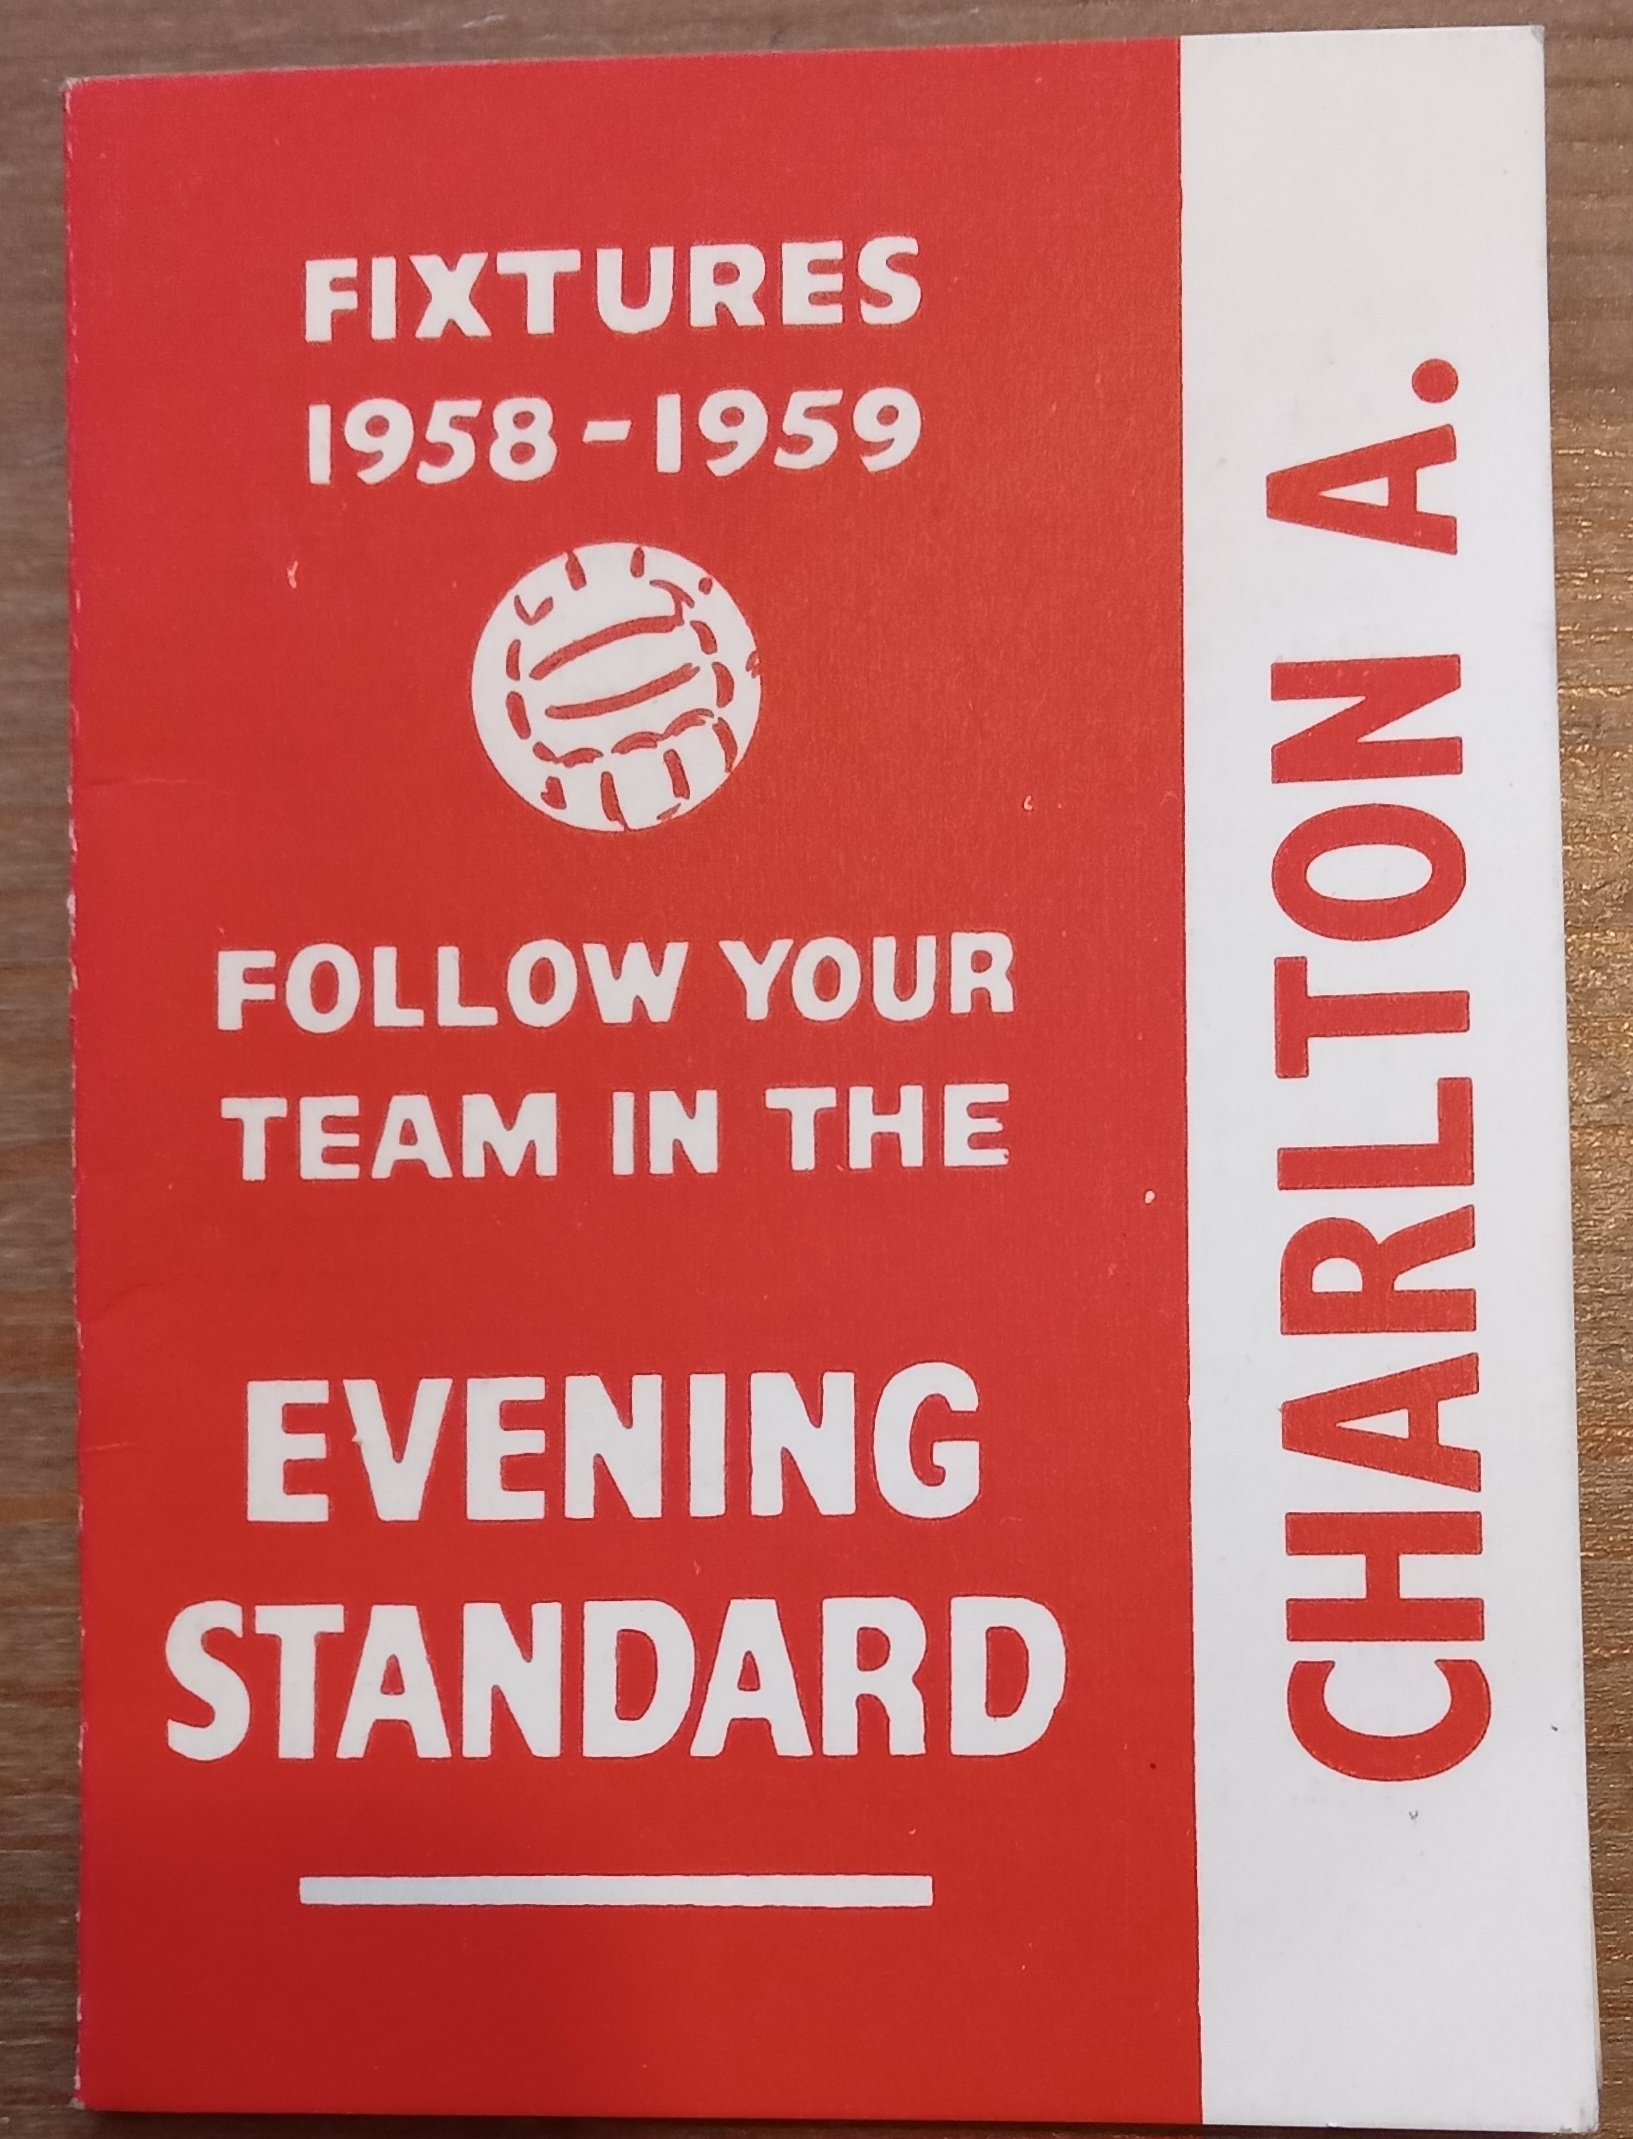 FIXTURES
1958-1959
FOLLOW YOUR
TEAM IN THE
EVENING
STANDARD
CHARLTON A.